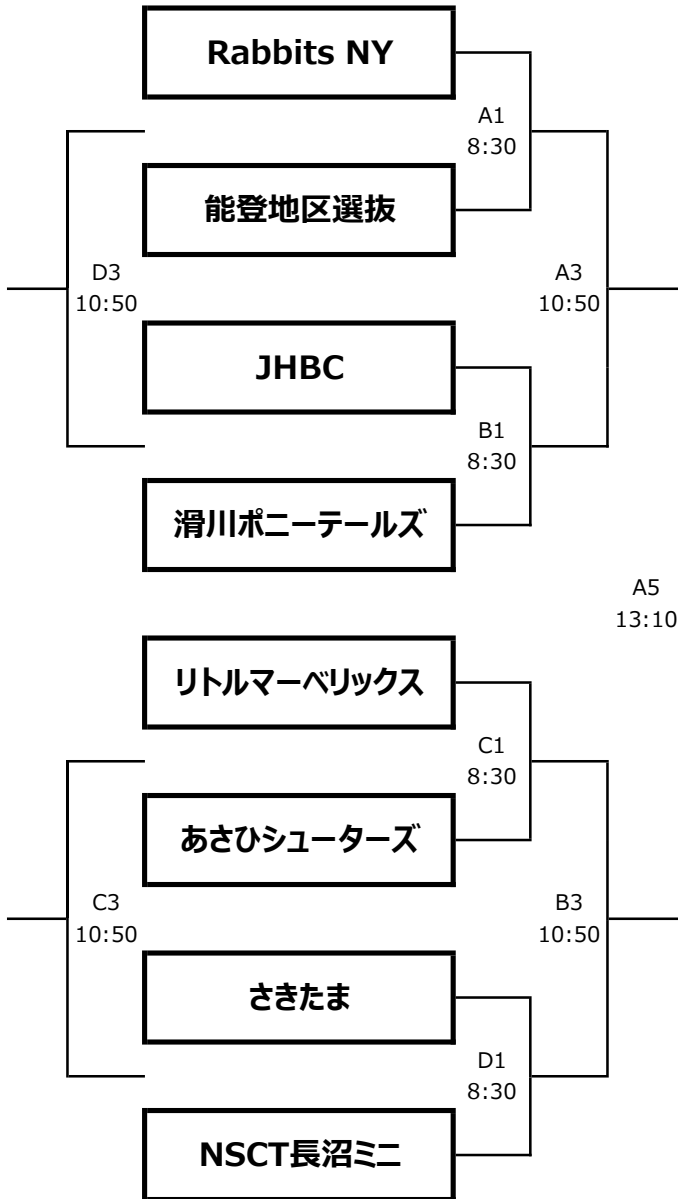 Rabbits NY
A1
8:30
能登地区選抜
D3
10:50
A3
10:50
JHBC
B1
8:30
滑川ポニーテールズ
A5
13:10
リトルマーベリックス
C1
8:30
あさひシューターズ
C3
10:50
B3
10:50
さきたま
D1
8:30
NSCT長沼ミニ